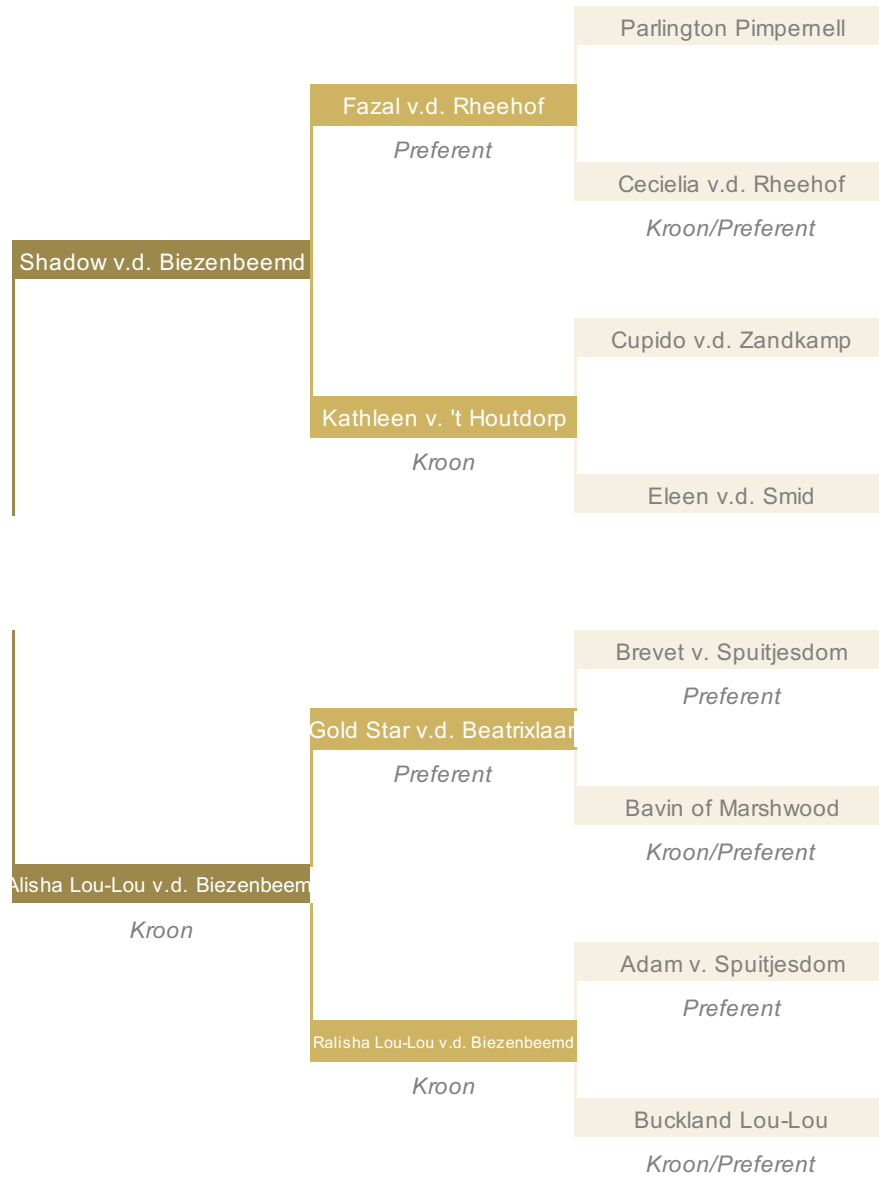 Parlington Pimpernell
Fazal v.d. Rheehof
Preferent
Cecielia v.d. Rheehof
Kroon/Preferent
Shadow v.d. Biezenbeemd
Cupido v.d. Zandkamp
Kathleen v. 't Houtdorp
Kroon
Eleen v.d. Smid
Brevet v. Spuitjesdom
Preferent
Gold Star v.d. Beatrixlaan
Preferent
Bavin of Marshwood
Kroon/Preferent
Alisha Lou-Lou v.d. Biezenbeem
Kroon
Adam v. Spuitjesdom
Preferent
Ralisha Lou-Lou v.d. Biezenbeemd
Kroon
Buckland Lou-Lou
Kroon/Preferent